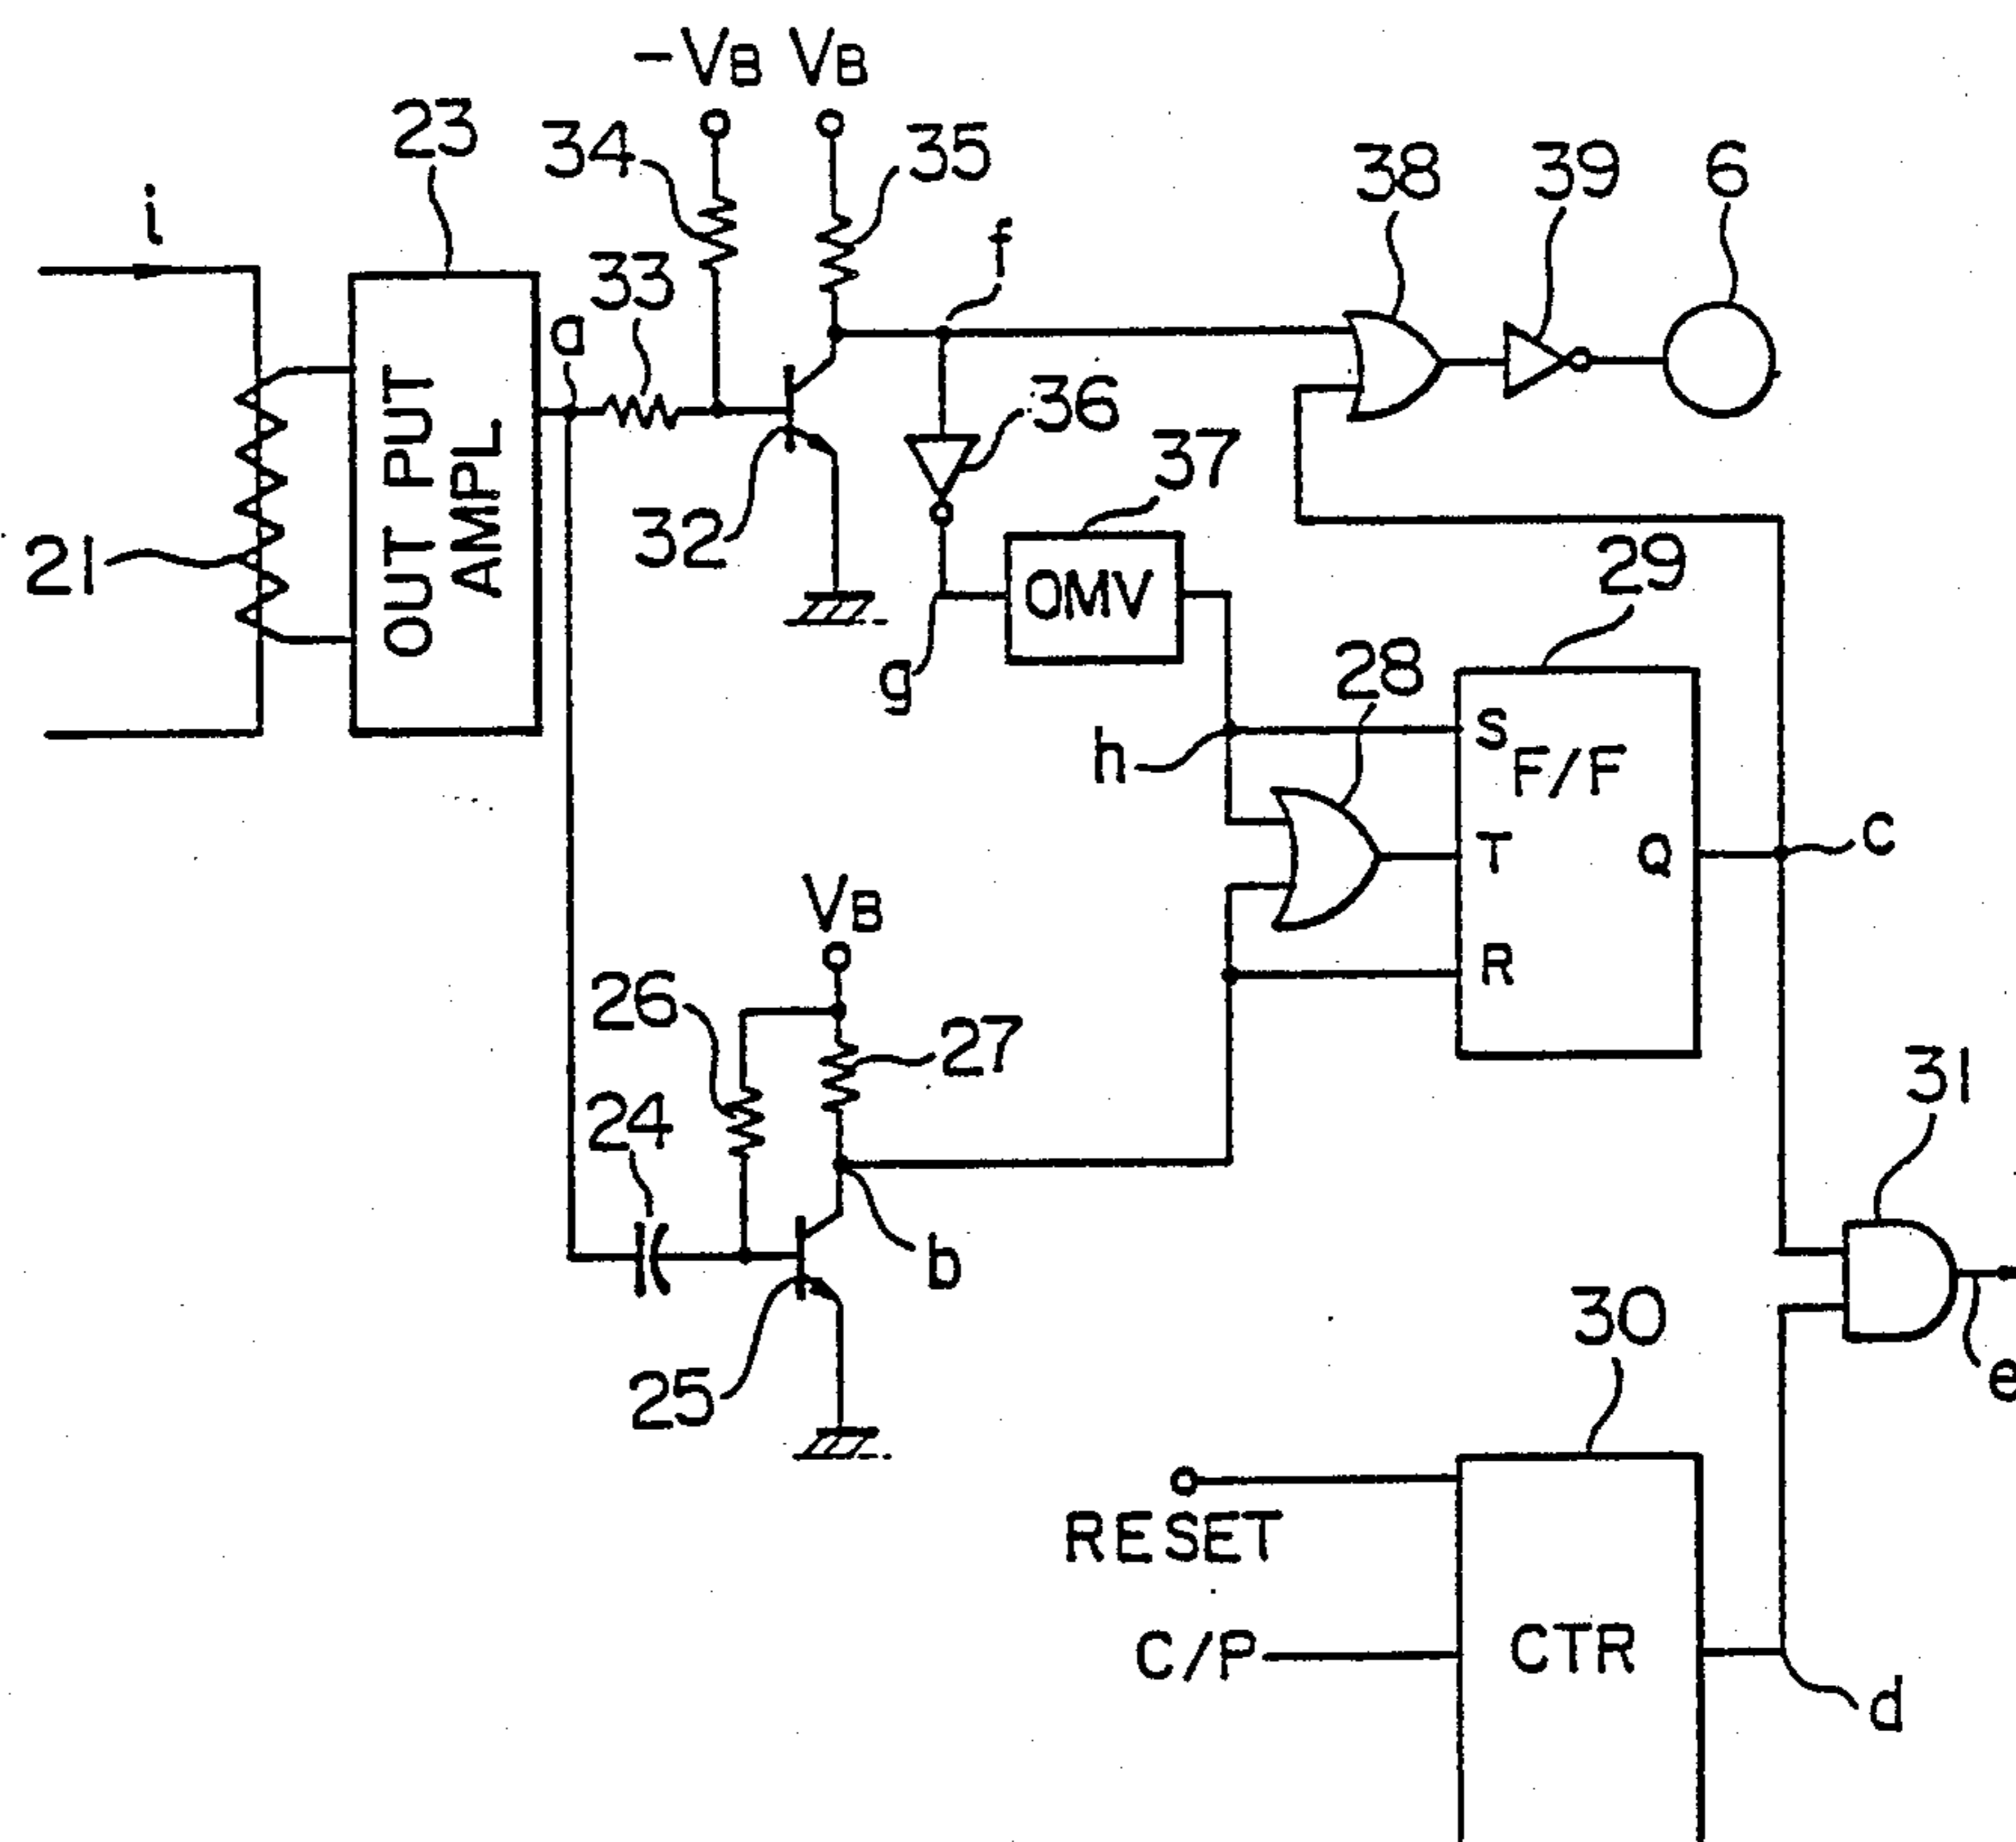 -VB VB
23
34
35
38
39
6
i
f
33
a
36
37
OUT PUT
AMPL
32
21
OMV
29
g
28
h
S
F/F
T
Q
c
VB
R
26
27
31
24
b
30
25
e
RESET
C/P
CTR
d